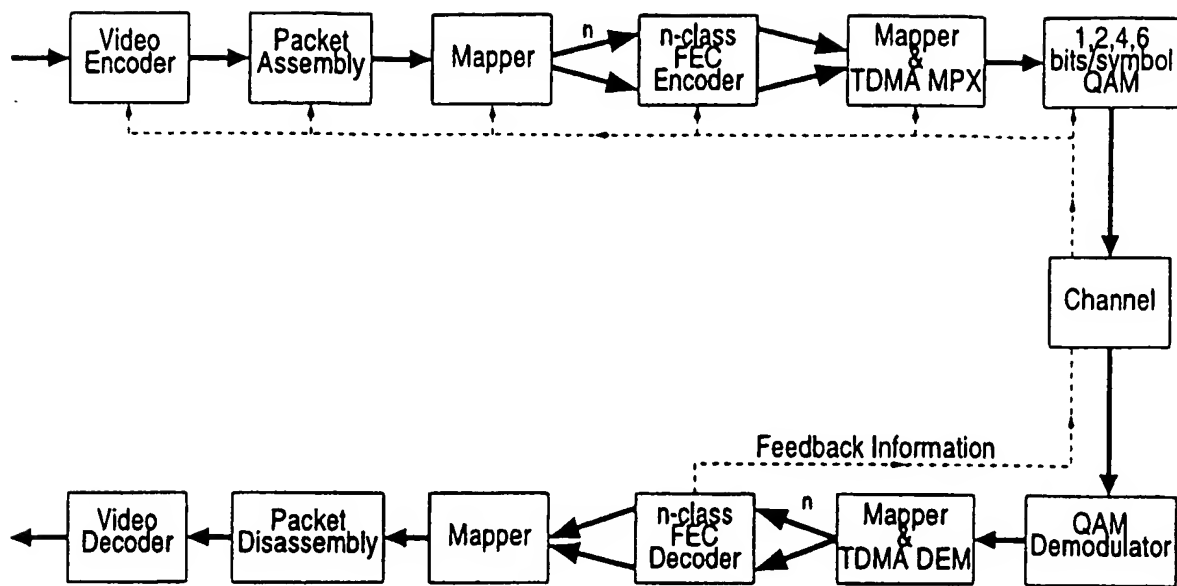 Video
Encoder
Packet
Assembly
Mapper
n
n-class
FEC
Encoder
Mapper
&
TDMA MPX
1,2,4,6
bits/symbol
QAM
Channel
Feedback Information
Video
Decoder
Packet
Disassembly
Mapper
n-class
FEC
Decoder
n
Mapper
&
TDMA DEM
QAM
Demodulator